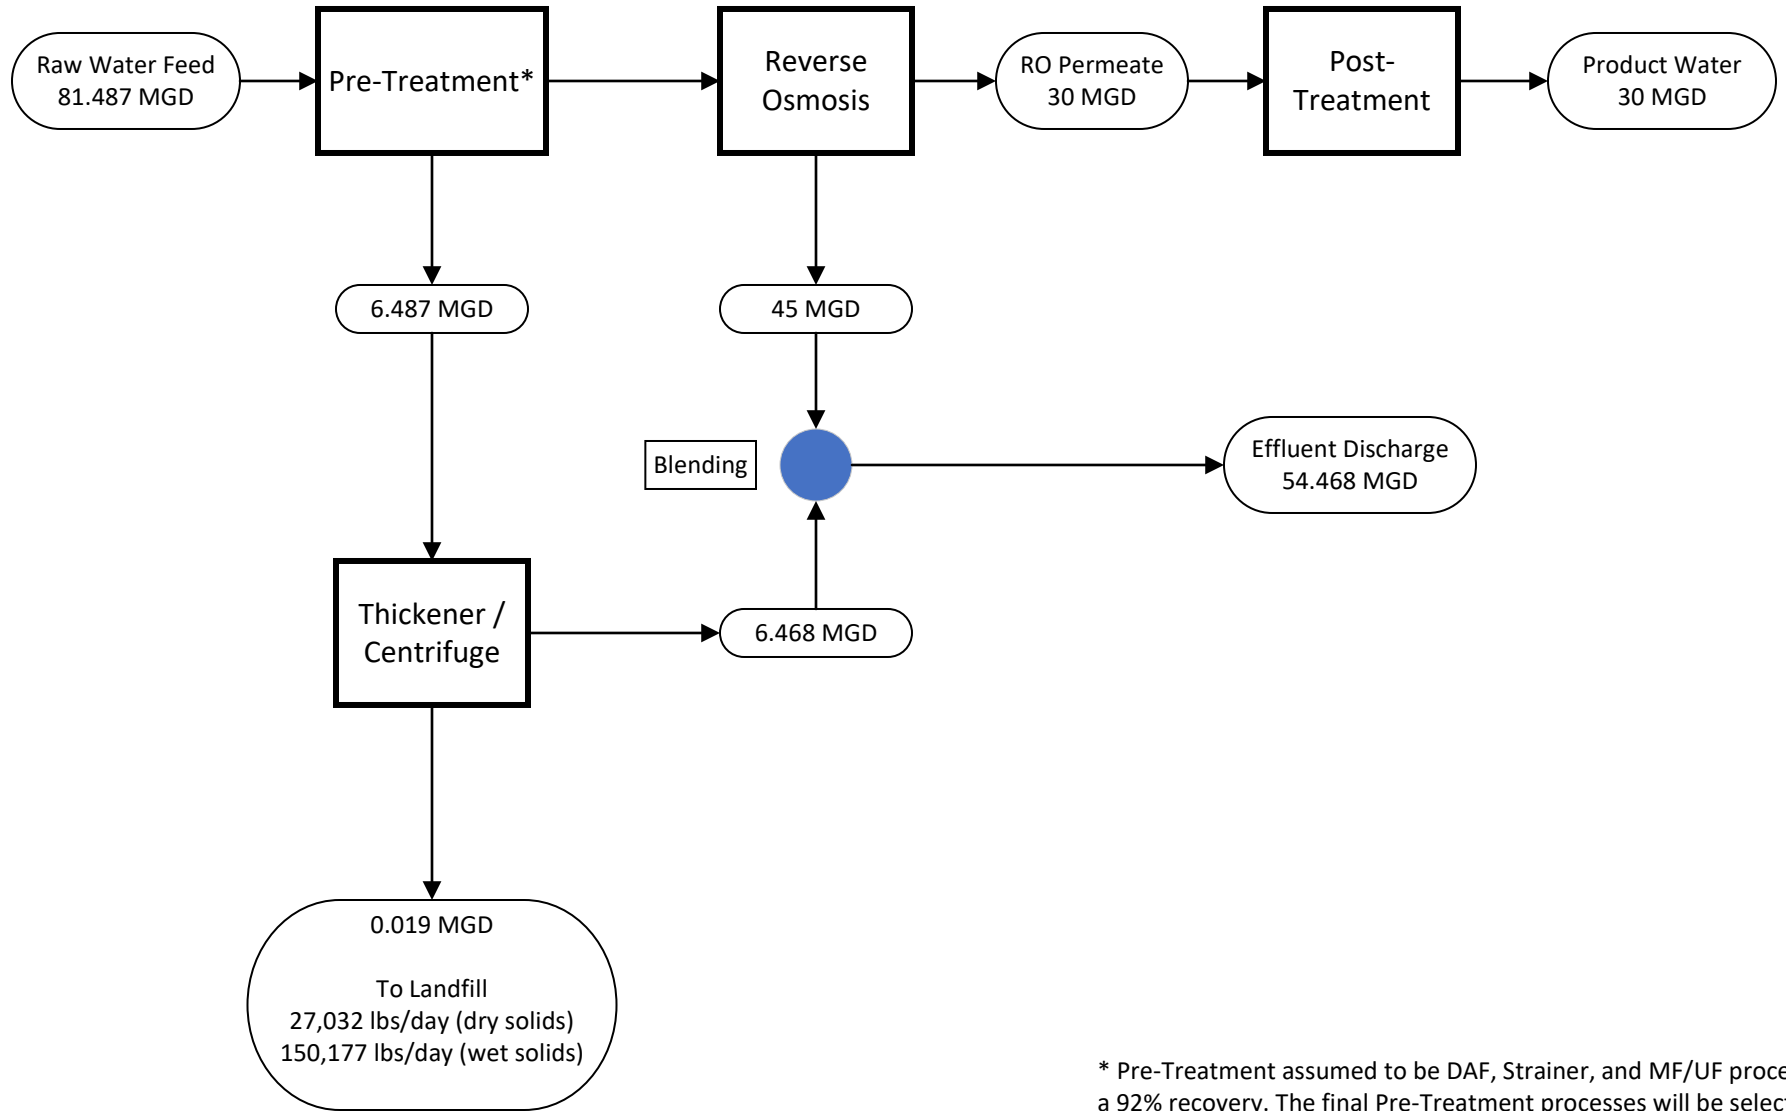 Raw Water Feed
81.487 MGD
Pre-Treatment*
Reverse
Osmosis
RO Permeate
30 MGD
Post-
Treatment
Product Water
30 MGD
6.487 MGD
45 MGD
Blending
Effluent Discharge
54.468 MGD
Thickener /
Centrifuge
6.468 MGD
0.019 MGD
To Landfill
27,032 lbs/day (dry solids)
150,177 lbs/day (wet solids)
* Pre-Treatment assumed to be DAF, Strainer, and MF/UF proce
a 92% recovery. The final Pre-Treatment processes will be selec